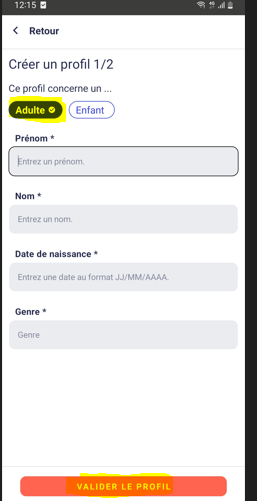 12:15
Retour
Créer un profil 1/2
Ce profil concerne un ...
Adulte Enfant
Prénom *
Entrez un prénom.
Nom *
Entrez un nom.
Date de naissance *
Entrez une date au format JJ/MM/AAAA.
Genre *
Genre
VALIDER LE PROFIL